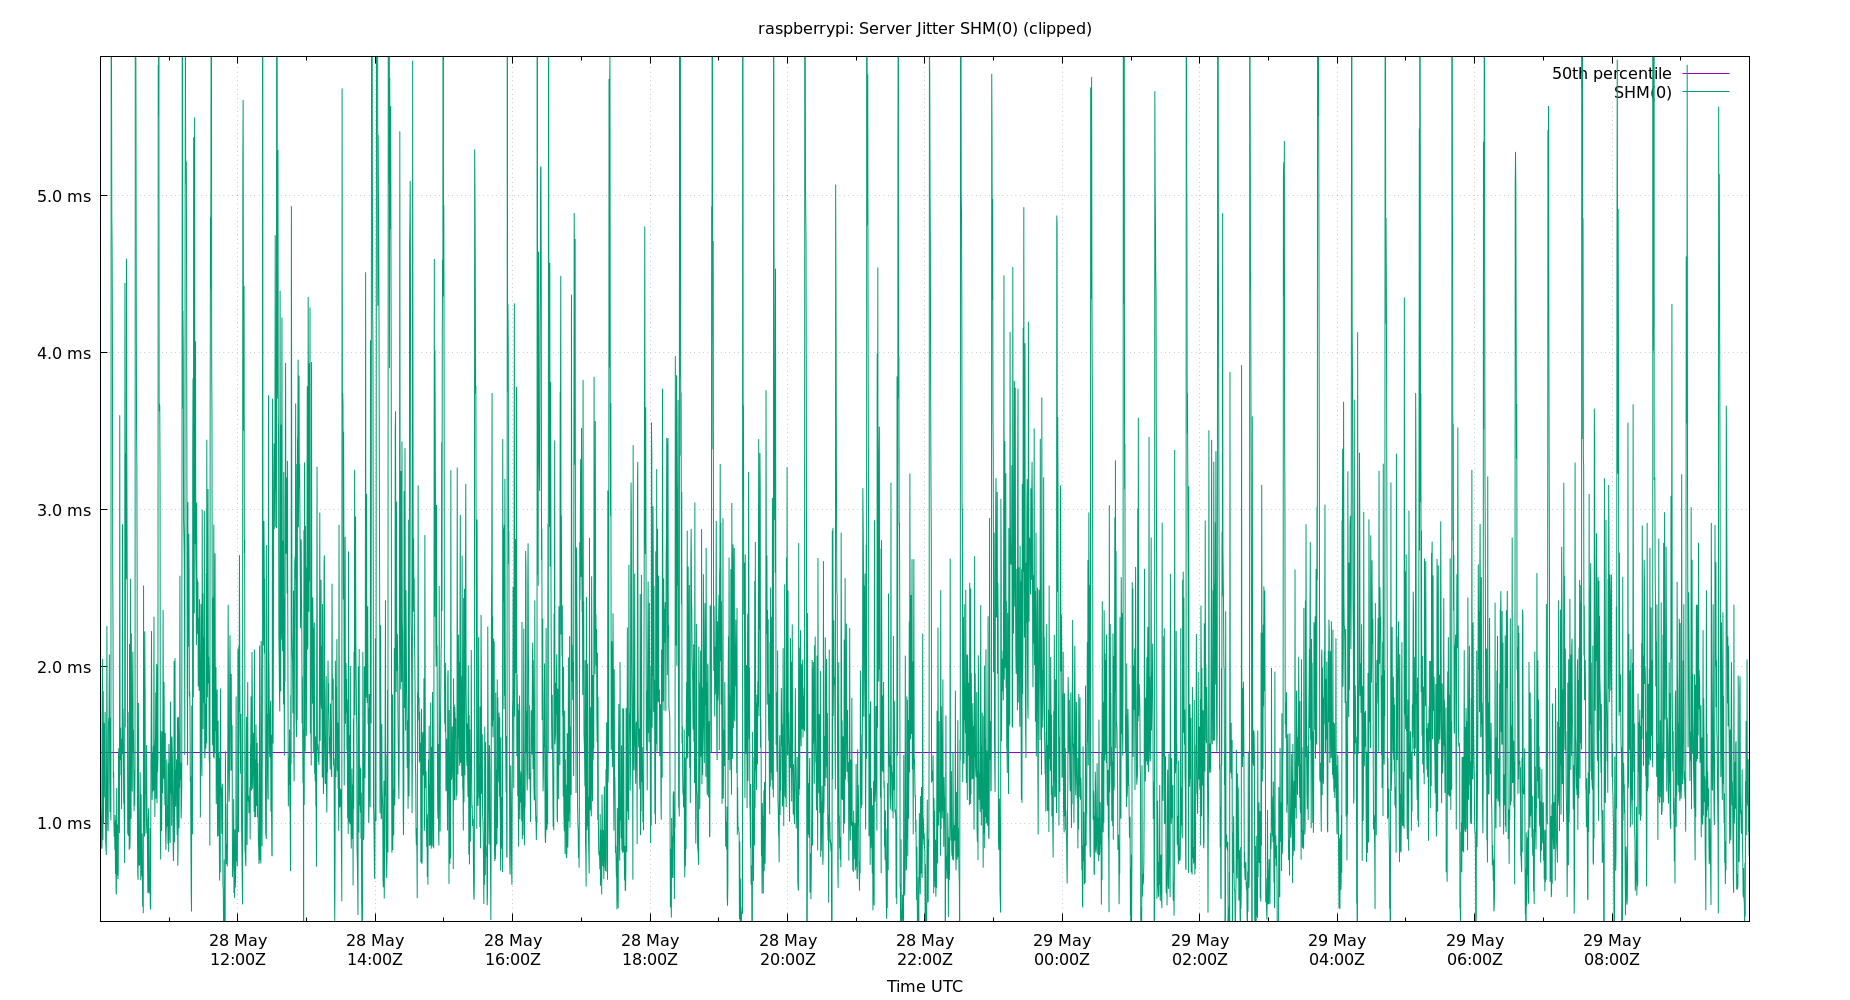 raspberrypi: Server Jitter SHM(0) (clipped)
50th percentile
SHM(0)
5.0 ms
4.0 ms
3.0 ms
2.0 ms
1.0 ms
28 May 28 May 28 May 28 May 28 May 28 May 29 May 29 May 29 May 29 May 29 May
12:00Z 14:00Z 16:00Z 18:00Z 20:00Z 22:00Z 00:00Z 02:00Z 04:00Z 06:00Z 08:00Z
Time UTC